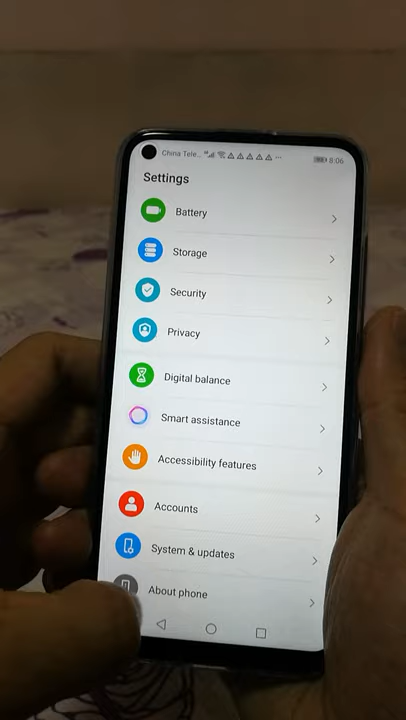 China Tele... 8:06
Settings
Battery
Storage
Security
Privacy
Digital balance
Smart assistance
Accessibility features
Accounts
System & updates
About phone